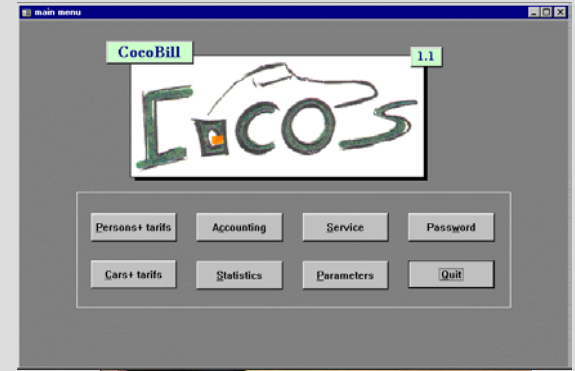 main menu
CocoBill
1.1
COCOS
Persons+ tarifs
Accounting
Service
Password
Cars+ tarifs
Statistics
Parameters
Quit